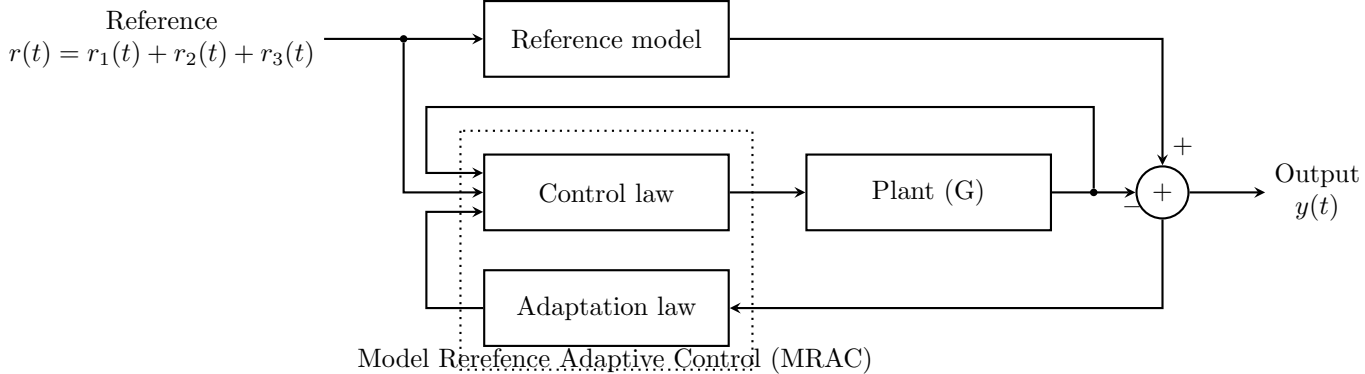 Reference
r(t) = r₁(t) + r₂(t) + r₃(t)
Reference model
+
Control law
Plant (G)
−
+
Output
y(t)
Adaptation law
Model Rerefence Adaptive Control (MRAC)